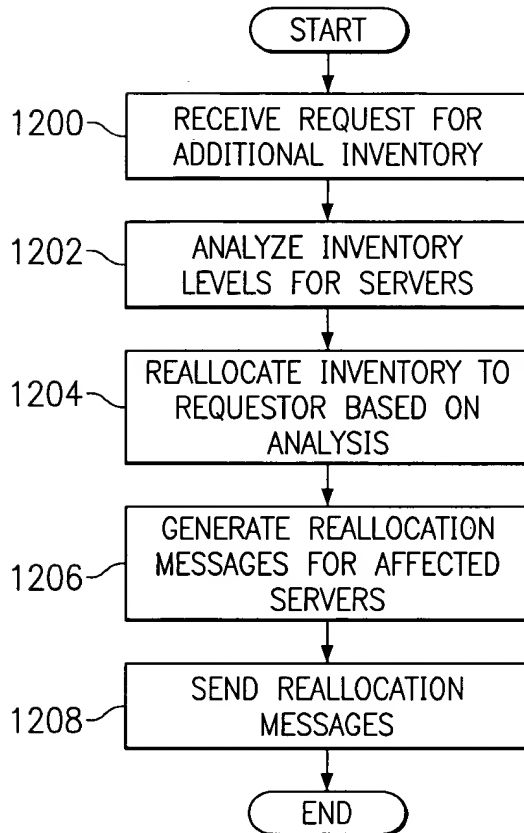 START
1200
RECEIVE REQUEST FOR
ADDITIONAL INVENTORY
1202
ANALYZE INVENTORY
LEVELS FOR SERVERS
1204
REALLOCATE INVENTORY TO
REQUESTOR BASED ON
ANALYSIS
1206
GENERATE REALLOCATION
MESSAGES FOR AFFECTED
SERVERS
1208
SEND REALLOCATION
MESSAGES
END